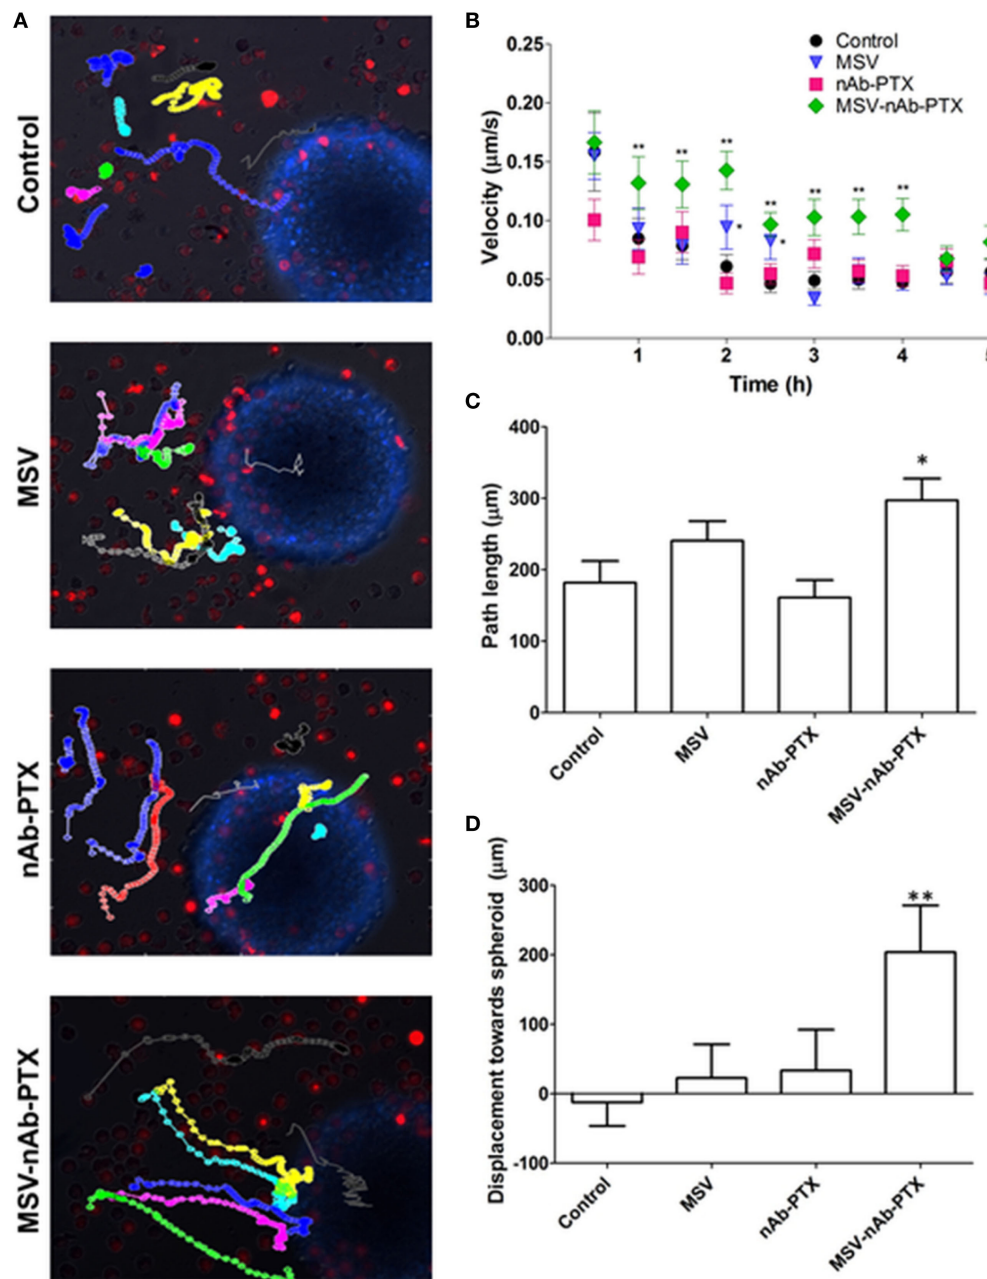 A
Control
MSV
nAb-PTX
MSV-nAb-PTX
B
Control
MSV
nAb-PTX
MSV-nAb-PTX
Velocity (μm/s)
0.25
0.20
0.15
0.10
0.05
0.00
** ** ** * ** * ** ** **
1 2 3 4 5
Time (h)
C
Path length (μm)
400
300
200
100
0
*
Control MSV nAb-PTX MSV-nAb-PTX
D
Displacement towards spheroid (μm)
300
200
100
0
-100
**
Control MSV nAb-PTX MSV-nAb-PTX